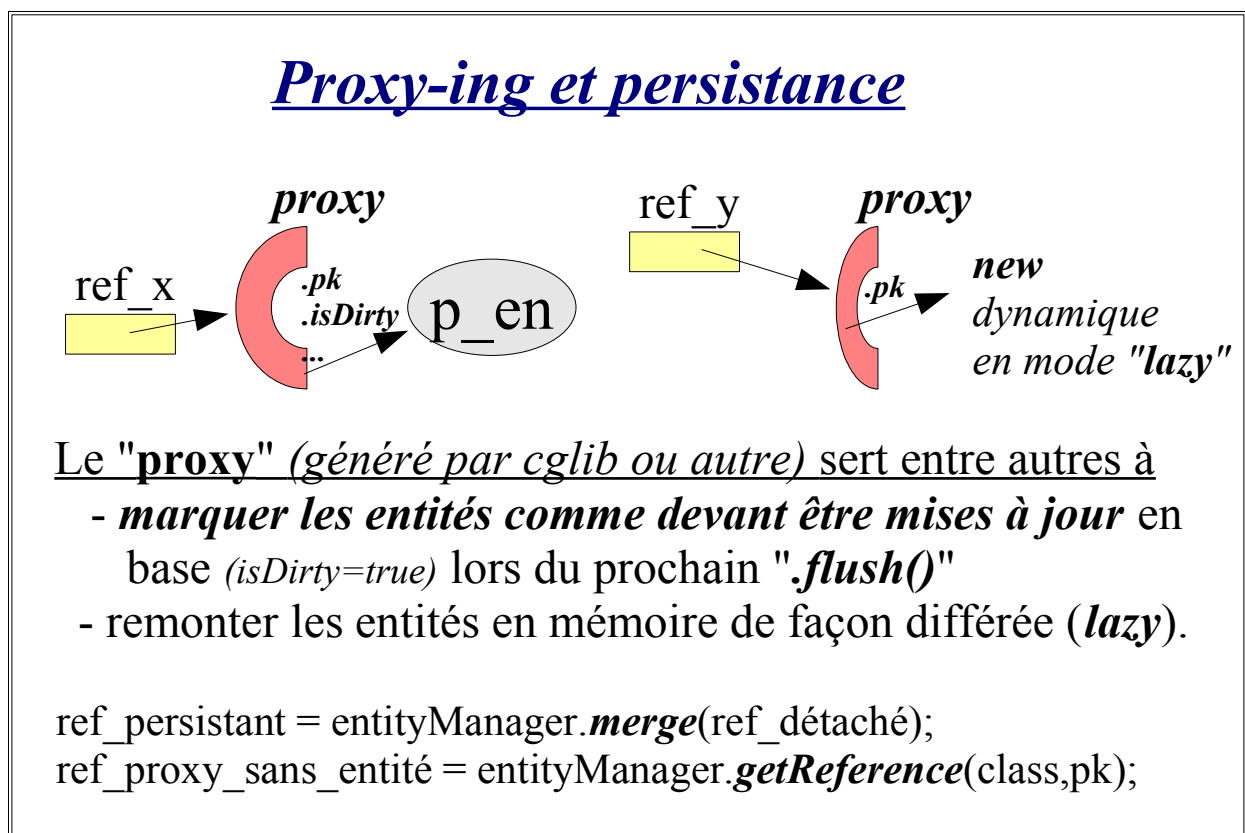 Proxy-ing et persistance
proxy
ref_x
.pk
.isDirty
...
p_en
ref_y
proxy
.pk
new
dynamique
en mode "lazy"
Le "proxy" (généré par cglib ou autre) sert entre autres à
- marquer les entités comme devant être mises à jour en
base (isDirty=true) lors du prochain ".flush()"
- remonter les entités en mémoire de façon différée (lazy).
ref_persistant = entityManager.merge(ref_détaché);
ref_proxy_sans_entité = entityManager.getReference(class,pk);